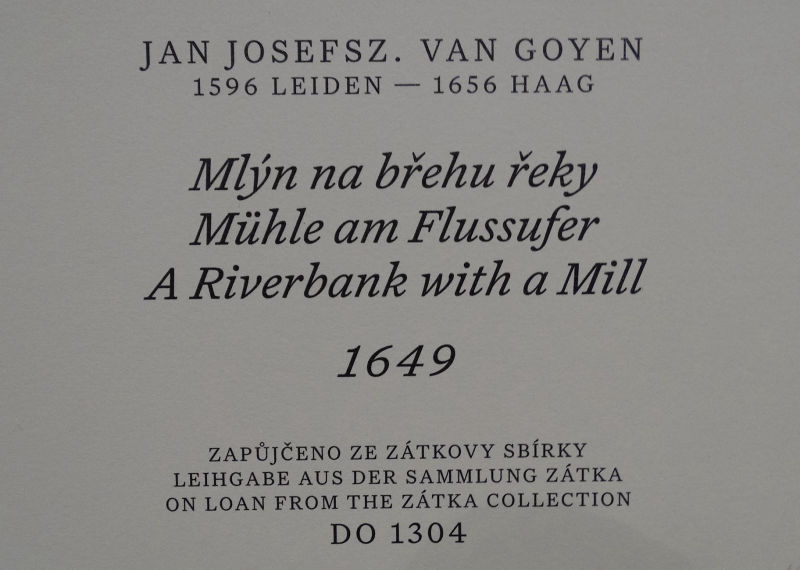 JAN JOSEFSZ. VAN GOYEN
1596 LEIDEN — 1656 HAAG
Mlýn na břehu řeky
Mühle am Flussufer
A Riverbank with a Mill
1649
ZAPŮJČENO ZE ZÁTKOVY SBÍRKY
LEIHGABE AUS DER SAMMLUNG ZÁTKA
ON LOAN FROM THE ZÁTKA COLLECTION
DO 1304